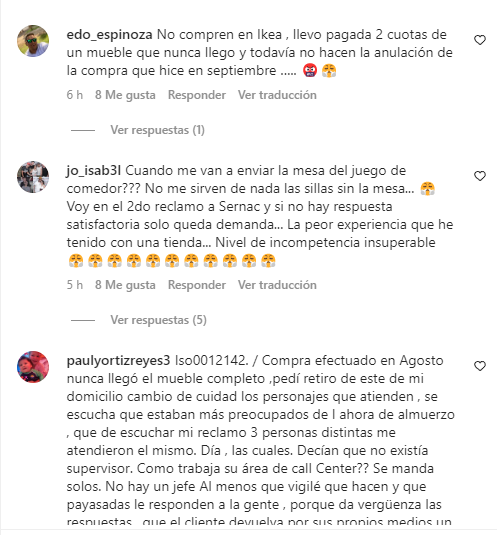 edo_espinoza No compren en Ikea , llevo pagada 2 cuotas de
un mueble que nunca llego y todavía no hacen la anulación de
la compra que hice en septiembre ..... 🤬 😤
6 h 8 Me gusta Responder Ver traducción
Ver respuestas (1)
jo_isab3l Cuando me van a enviar la mesa del juego de
comedor??? No me sirven de nada las sillas sin la mesa... 😤
Voy en el 2do reclamo a Sernac y si no hay respuesta
satisfactoria solo queda demanda... La peor experiencia que he
tenido con una tienda... Nivel de incompetencia insuperable
😤 😤 😤 😤 😤 😤 😤 😤 😤 😤 😤
5 h 8 Me gusta Responder Ver traducción
Ver respuestas (5)
paulyortizreyes3 Iso0012142. / Compra efectuado en Agosto
nunca llegó el mueble completo ,pedí retiro de este de mi
domicilio cambio de cuidad los personajes que atienden , se
escucha que estaban más preocupados de l ahora de almuerzo
, que de escuchar mi reclamo 3 personas distintas me
atendieron el mismo. Día , las cuales. Decían que no existía
supervisor. Como trabaja su área de call Center?? Se manda
solos. No hay un jefe Al menos que vigilé que hacen y que
payasadas le responden a la gente , porque da vergüenza las
respuestas , que el cliente devuelva por sus propios medios un